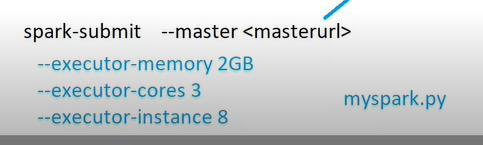 spark-submit --master <masterurl>
--executor-memory 2GB
--executor-cores 3
--executor-instance 8
myspark.py